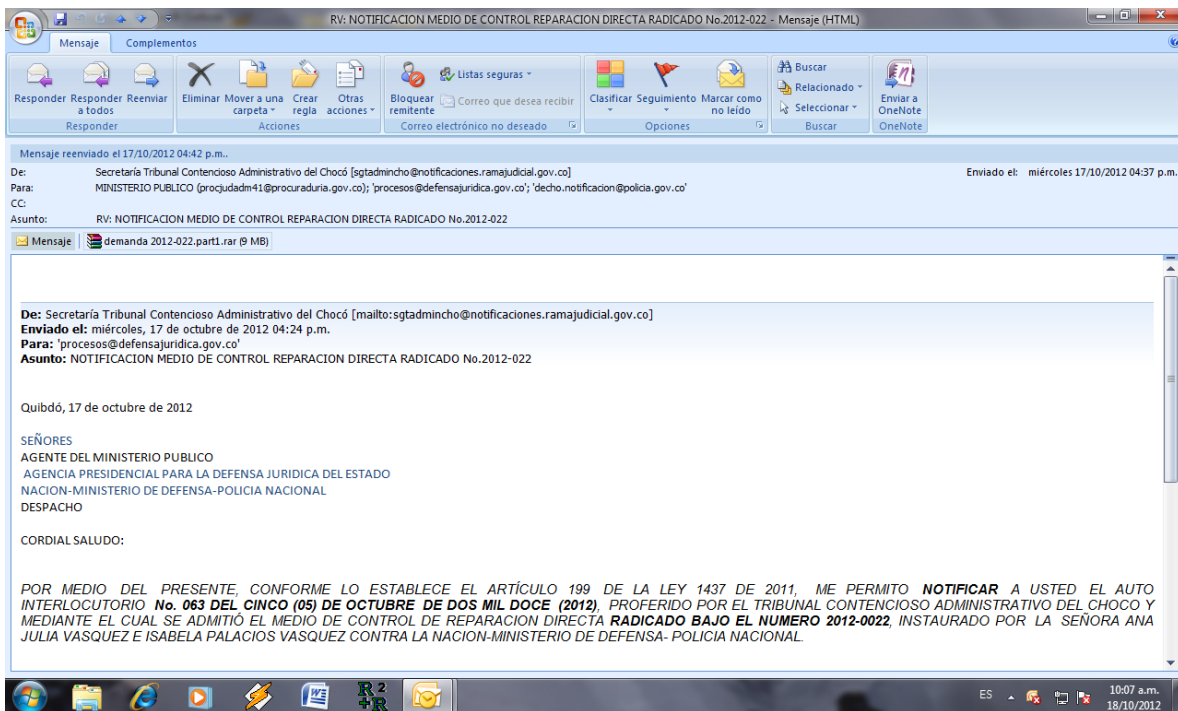 RV: NOTIFICACION MEDIO DE CONTROL REPARACION DIRECTA RADICADO No.2012-022 - Mensaje (HTML)
Mensaje Complementos
Responder Responder a todos Reenviar
Responder
Eliminar Mover a una carpeta Crear regla Otras acciones
Acciones
Bloquear remitente Listas seguras Correo que desea recibir
Correo electrónico no deseado
Clasificar Seguimiento Marcar como no leído
Opciones
Buscar
Relacionado
Seleccionar
Buscar
Enviar a OneNote
OneNote
Mensaje reenviado el 17/10/2012 04:42 p.m..
De: Secretaría Tribunal Contencioso Administrativo del Chocó [sgtadmincho@notificaciones.ramajudicial.gov.co] Enviado el: miércoles 17/10/2012 04:37 p.m.
Para: MINISTERIO PUBLICO (procjudadm41@procuraduria.gov.co); 'procesos@defensajuridica.gov.co'; 'decho.notificacion@policia.gov.co'
CC:
Asunto: RV: NOTIFICACION MEDIO DE CONTROL REPARACION DIRECTA RADICADO No.2012-022
Mensaje demanda 2012-022.part1.rar (9 MB)
De: Secretaría Tribunal Contencioso Administrativo del Chocó [mailto:sgtadmincho@notificaciones.ramajudicial.gov.co]
Enviado el: miércoles, 17 de octubre de 2012 04:24 p.m.
Para: 'procesos@defensajuridica.gov.co'
Asunto: NOTIFICACION MEDIO DE CONTROL REPARACION DIRECTA RADICADO No.2012-022
Quibdó, 17 de octubre de 2012
SEÑORES
AGENTE DEL MINISTERIO PUBLICO
AGENCIA PRESIDENCIAL PARA LA DEFENSA JURIDICA DEL ESTADO
NACION-MINISTERIO DE DEFENSA-POLICIA NACIONAL
DESPACHO
CORDIAL SALUDO:
POR MEDIO DEL PRESENTE, CONFORME LO ESTABLECE EL ARTÍCULO 199 DE LA LEY 1437 DE 2011, ME PERMITO NOTIFICAR A USTED EL AUTO
INTERLOCUTORIO No. 063 DEL CINCO (05) DE OCTUBRE DE DOS MIL DOCE (2012), PROFERIDO POR EL TRIBUNAL CONTENCIOSO ADMINISTRATIVO DEL CHOCO Y
MEDIANTE EL CUAL SE ADMITIÓ EL MEDIO DE CONTROL DE REPARACION DIRECTA RADICADO BAJO EL NUMERO 2012-0022, INSTAURADO POR LA SEÑORA ANA
JULIA VASQUEZ E ISABELA PALACIOS VASQUEZ CONTRA LA NACION-MINISTERIO DE DEFENSA- POLICIA NACIONAL.
R 2
+R
ES 10:07 a.m.
18/10/2012